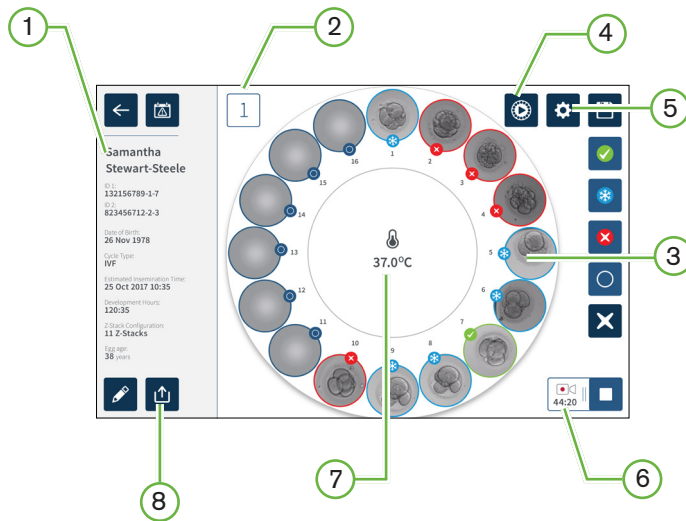 1
2
4
5
3
6
7
8
1
Samantha
Stewart-Steele
ID 1:
132156789-1-7
ID 2:
823456712-2-3
Date of Birth:
26 Nov 1978
Cycle Type:
IVF
Estimated Insemination Time:
25 Oct 2017 10:35
Development Hours:
120:35
Z-Stack Configuration:
11 Z-Stacks
Egg age:
38 years
1
2
3
4
5
6
7
8
9
10
11
12
13
14
15
16
37.0°C
44:20